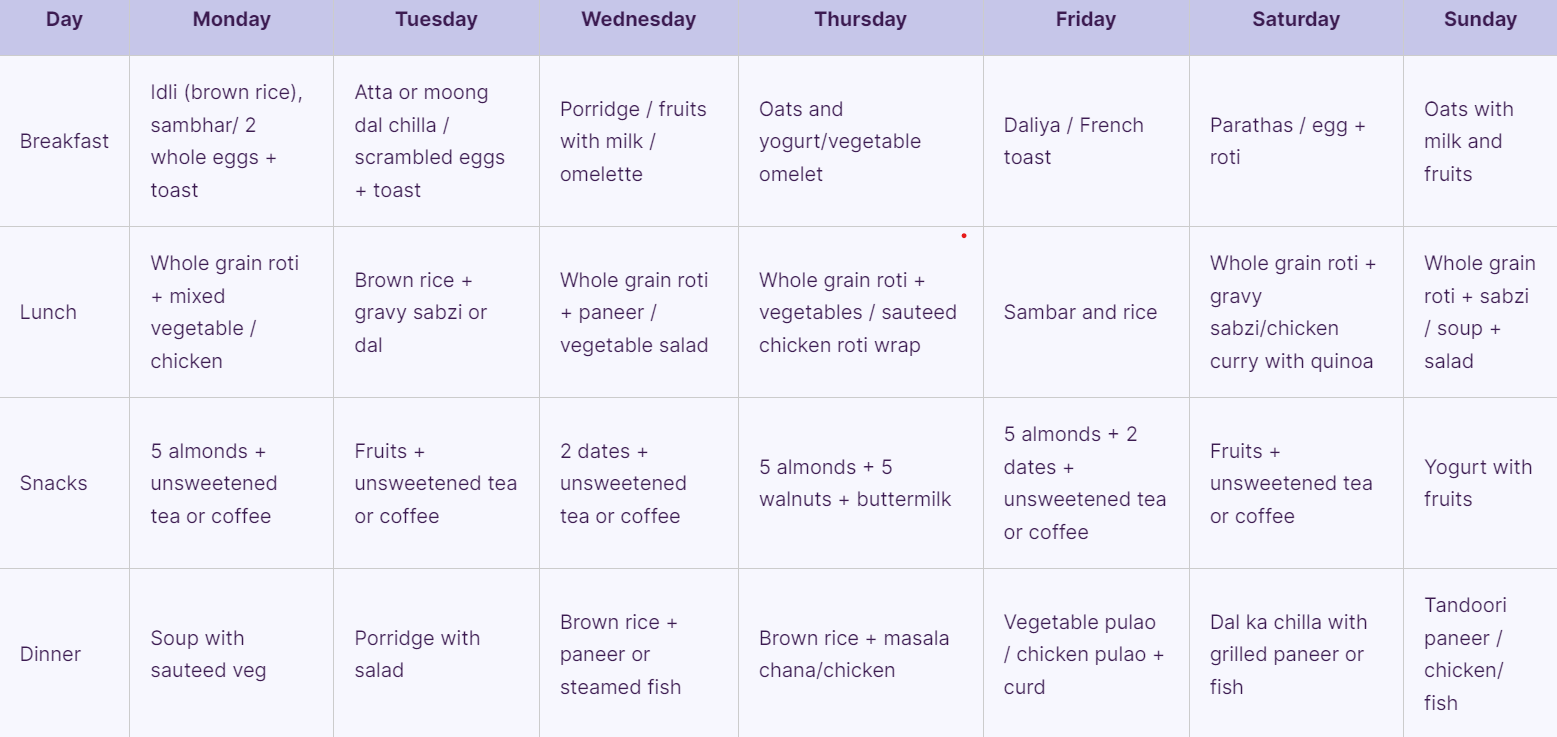 Day Monday Tuesday Wednesday Thursday Friday Saturday Sunday
Breakfast
Idli (brown rice),
sambhar/ 2
whole eggs +
toast
Atta or moong
dal chilla /
scrambled eggs
+ toast
Porridge / fruits
with milk /
omelette
Oats and
yogurt/vegetable
omelet
Daliya / French
toast
Parathas / egg +
roti
Oats with
milk and
fruits
Lunch
Whole grain roti
+ mixed
vegetable /
chicken
Brown rice +
gravy sabzi or
dal
Whole grain roti
+ paneer /
vegetable salad
Whole grain roti +
vegetables / sauteed
chicken roti wrap
Sambar and rice
Whole grain roti +
gravy
sabzi/chicken
curry with quinoa
Whole grain
roti + sabzi
/ soup +
salad
Snacks
5 almonds +
unsweetened
tea or coffee
Fruits +
unsweetened tea
or coffee
2 dates +
unsweetened
tea or coffee
5 almonds + 5
walnuts + buttermilk
5 almonds + 2
dates +
unsweetened tea
or coffee
Fruits +
unsweetened tea
or coffee
Yogurt with
fruits
Dinner
Soup with
sauteed veg
Porridge with
salad
Brown rice +
paneer or
steamed fish
Brown rice + masala
chana/chicken
Vegetable pulao
/ chicken pulao +
curd
Dal ka chilla with
grilled paneer or
fish
Tandoori
paneer /
chicken/
fish